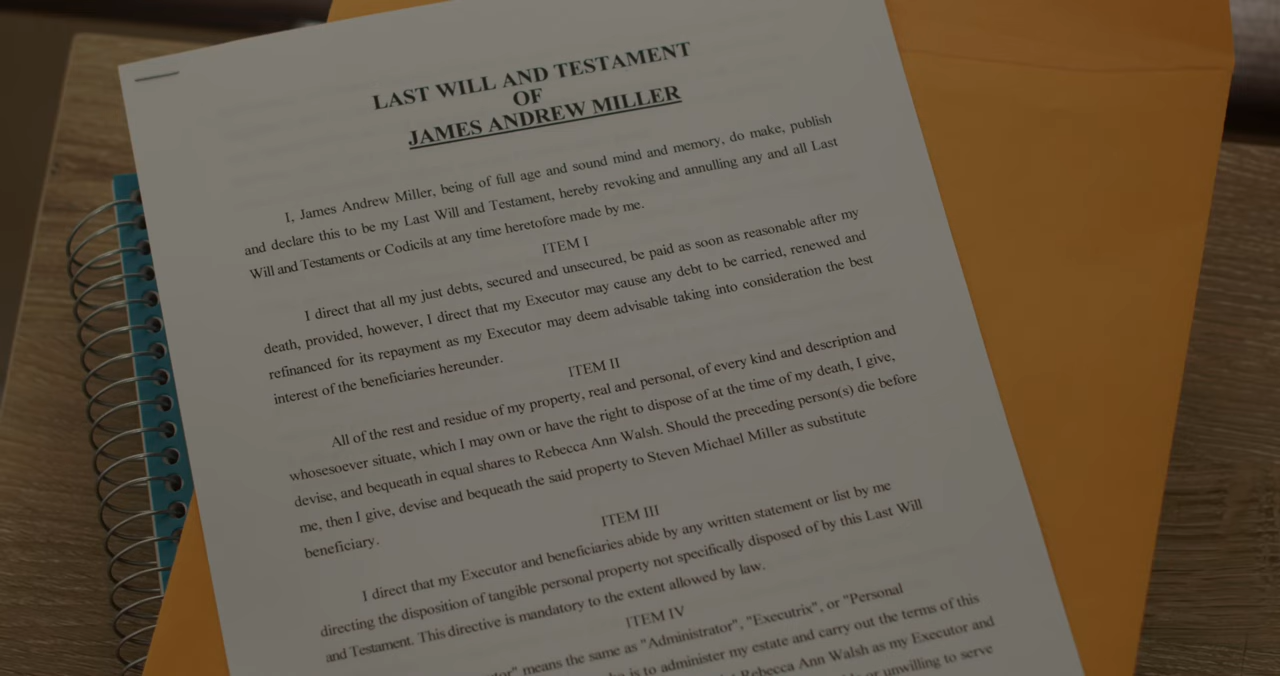 LAST WILL AND TESTAMENT
OF
JAMES ANDREW MILLER
I, James Andrew Miller, being of full age and sound mind and memory, do make, publish
and declare this to be my Last Will and Testament, hereby revoking and annulling any and all Last
Will and Testaments or Codicils at any time heretofore made by me.
ITEM I
I direct that all my just debts, secured and unsecured, be paid as soon as reasonable after my
death, provided, however, I direct that my Executor may cause any debt to be carried, renewed and
refinanced for its repayment as my Executor may deem advisable taking into consideration the best
interest of the beneficiaries hereunder.
ITEM II
All of the rest and residue of my property, real and personal, of every kind and description and
whosesoever situate, which I may own or have the right to dispose of at the time of my death, I give,
devise, and bequeath in equal shares to Rebecca Ann Walsh. Should the preceding person(s) die before
me, then I give, devise and bequeath the said property to Steven Michael Miller as substitute
beneficiary.
ITEM III
I direct that my Executor and beneficiaries abide by any written statement or list by me
directing the disposition of tangible personal property not specifically disposed of by this Last Will
and Testament. This directive is mandatory to the extent allowed by law.
ITEM IV
means the same as "Administrator", "Executrix", or "Personal
is to administer my estate and carry out the terms of this
Rebecca Ann Walsh as my Executor and
or unwilling to serve